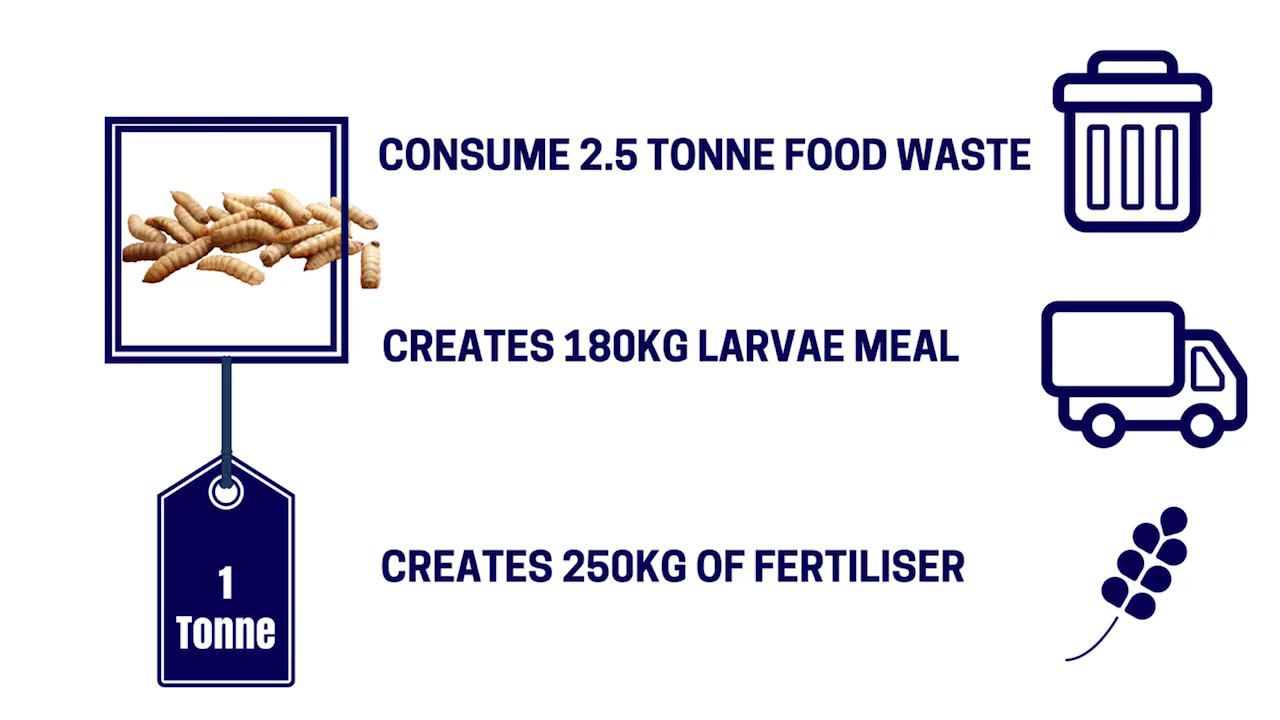 CONSUME 2.5 TONNE FOOD WASTE
CREATES 180KG LARVAE MEAL
CREATES 250KG OF FERTILISER
1
Tonne